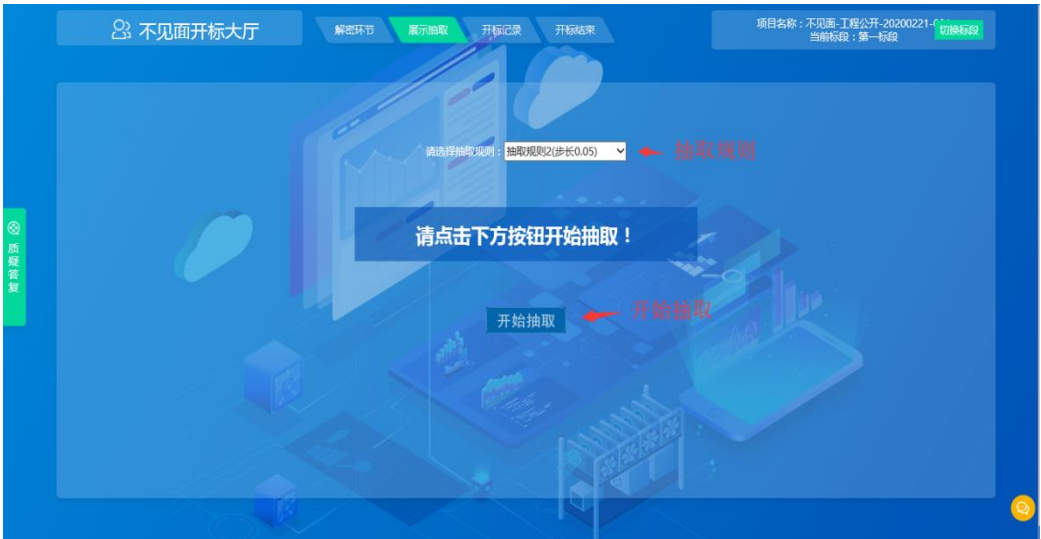 不见面开标大厅
解密环节
展示抽取
开标记录
开标结束
项目名称：不见面-工程公开-20200221-
切换标段
当前标段：第一标段
请选择抽取规则：抽取规则2(步长0.05)
抽取规则
请点击下方按钮开始抽取！
开始抽取
开始抽取
质疑答复